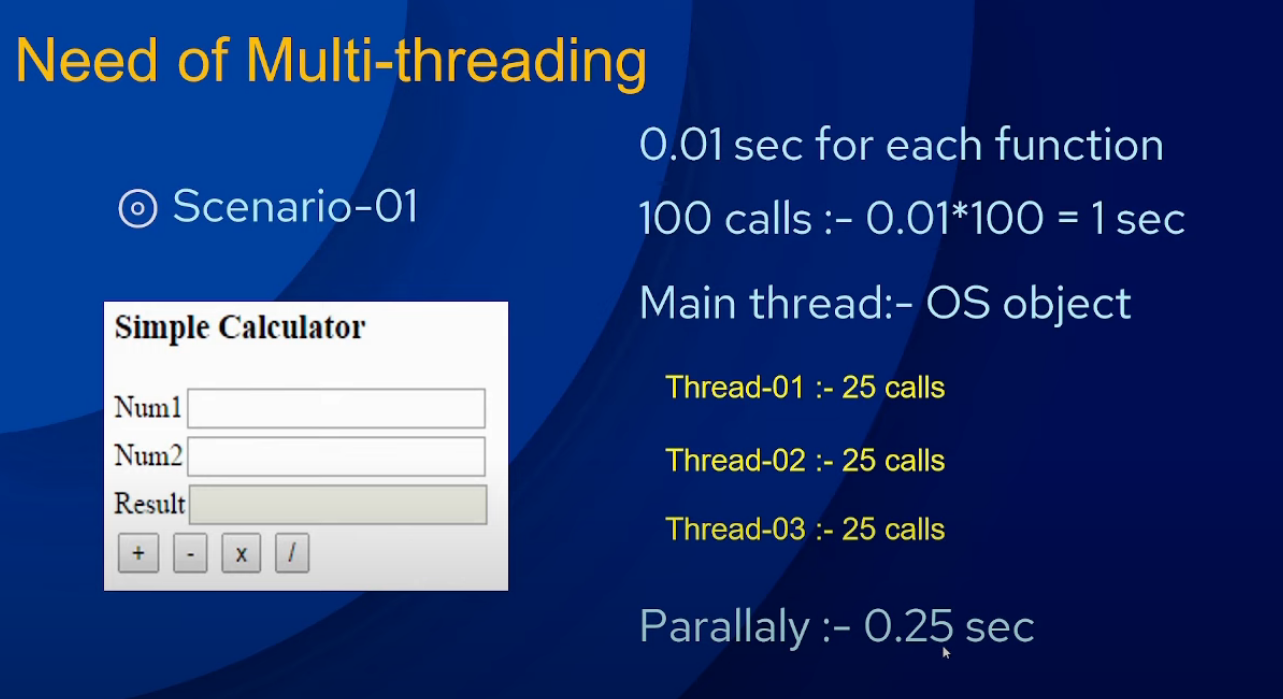 Need of Multi-threading
Scenario-01
Simple Calculator
Num1
Num2
Result
+ - x /
0.01 sec for each function
100 calls :- 0.01*100 = 1 sec
Main thread:- OS object
Thread-01 :- 25 calls
Thread-02 :- 25 calls
Thread-03 :- 25 calls
Parallaly :- 0.25 sec